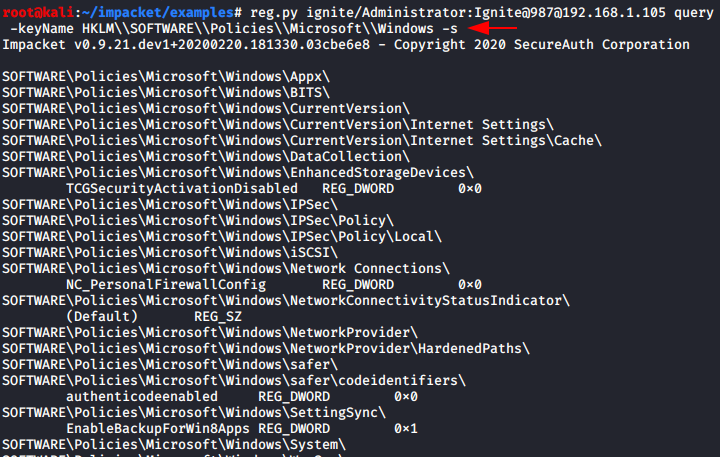 root@kali:~/impacket/examples# reg.py ignite/Administrator:Ignite@987@192.168.1.105 query
-keyName HKLM\\SOFTWARE\\Policies\\Microsoft\\Windows -s
Impacket v0.9.21.dev1+20200220.181330.03cbe6e8 - Copyright 2020 SecureAuth Corporation
SOFTWARE\Policies\Microsoft\Windows\Appx\
SOFTWARE\Policies\Microsoft\Windows\BITS\
SOFTWARE\Policies\Microsoft\Windows\CurrentVersion\
SOFTWARE\Policies\Microsoft\Windows\CurrentVersion\Internet Settings\
SOFTWARE\Policies\Microsoft\Windows\CurrentVersion\Internet Settings\Cache\
SOFTWARE\Policies\Microsoft\Windows\DataCollection\
SOFTWARE\Policies\Microsoft\Windows\EnhancedStorageDevices\
TCGSecurityActivationDisabled REG_DWORD 0×0
SOFTWARE\Policies\Microsoft\Windows\IPSec\
SOFTWARE\Policies\Microsoft\Windows\IPSec\Policy\
SOFTWARE\Policies\Microsoft\Windows\IPSec\Policy\Local\
SOFTWARE\Policies\Microsoft\Windows\iSCSI\
SOFTWARE\Policies\Microsoft\Windows\Network Connections\
NC_PersonalFirewallConfig REG_DWORD 0×0
SOFTWARE\Policies\Microsoft\Windows\NetworkConnectivityStatusIndicator\
(Default) REG_SZ
SOFTWARE\Policies\Microsoft\Windows\NetworkProvider\
SOFTWARE\Policies\Microsoft\Windows\NetworkProvider\HardenedPaths\
SOFTWARE\Policies\Microsoft\Windows\safer\
SOFTWARE\Policies\Microsoft\Windows\safer\codeidentifiers\
authenticodeenabled REG_DWORD 0×0
SOFTWARE\Policies\Microsoft\Windows\SettingSync\
EnableBackupForWin8Apps REG_DWORD 0×1
SOFTWARE\Policies\Microsoft\Windows\System\